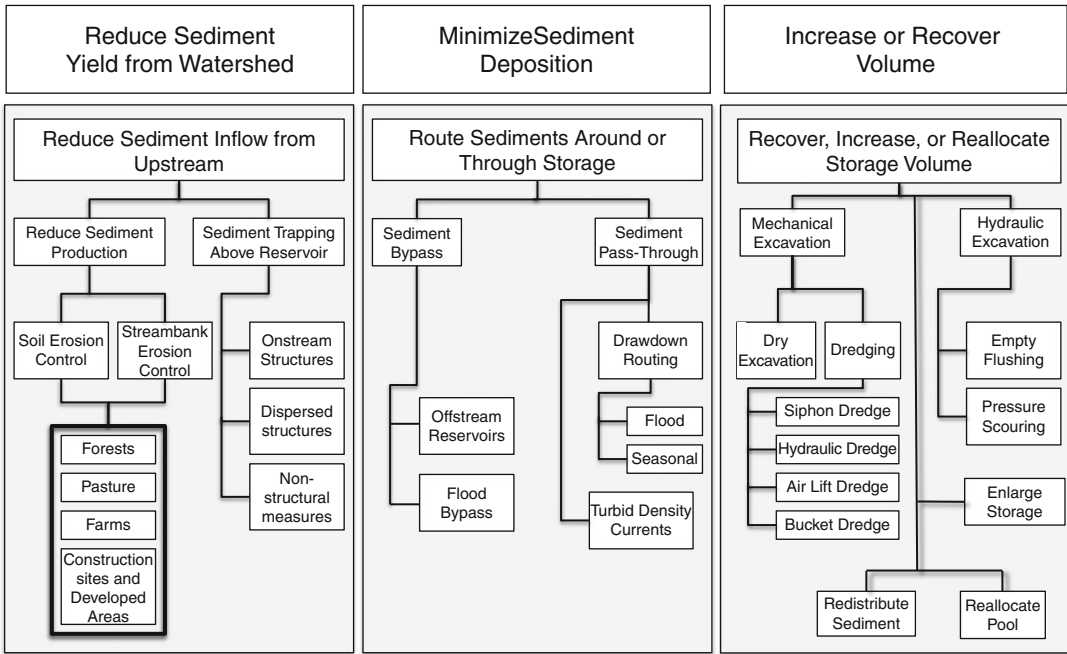 Reduce Sediment
Yield from Watershed
MinimizeSediment
Deposition
Increase or Recover
Volume
Reduce Sediment Inflow from
Upstream
Reduce Sediment
Production
Sediment Trapping
Above Reservoir
Soil Erosion
Control
Streambank
Erosion
Control
Onstream
Structures
Dispersed
structures
Non-
structural
measures
Forests
Pasture
Farms
Construction
sites and
Developed
Areas
Route Sediments Around or
Through Storage
Sediment
Bypass
Sediment
Pass-Through
Drawdown
Routing
Offstream
Reservoirs
Flood
Seasonal
Flood
Bypass
Turbid Density
Currents
Recover, Increase, or Reallocate
Storage Volume
Mechanical
Excavation
Hydraulic
Excavation
Dry
Excavation
Dredging
Empty
Flushing
Siphon Dredge
Hydraulic Dredge
Air Lift Dredge
Bucket Dredge
Pressure
Scouring
Enlarge
Storage
Redistribute
Sediment
Reallocate
Pool